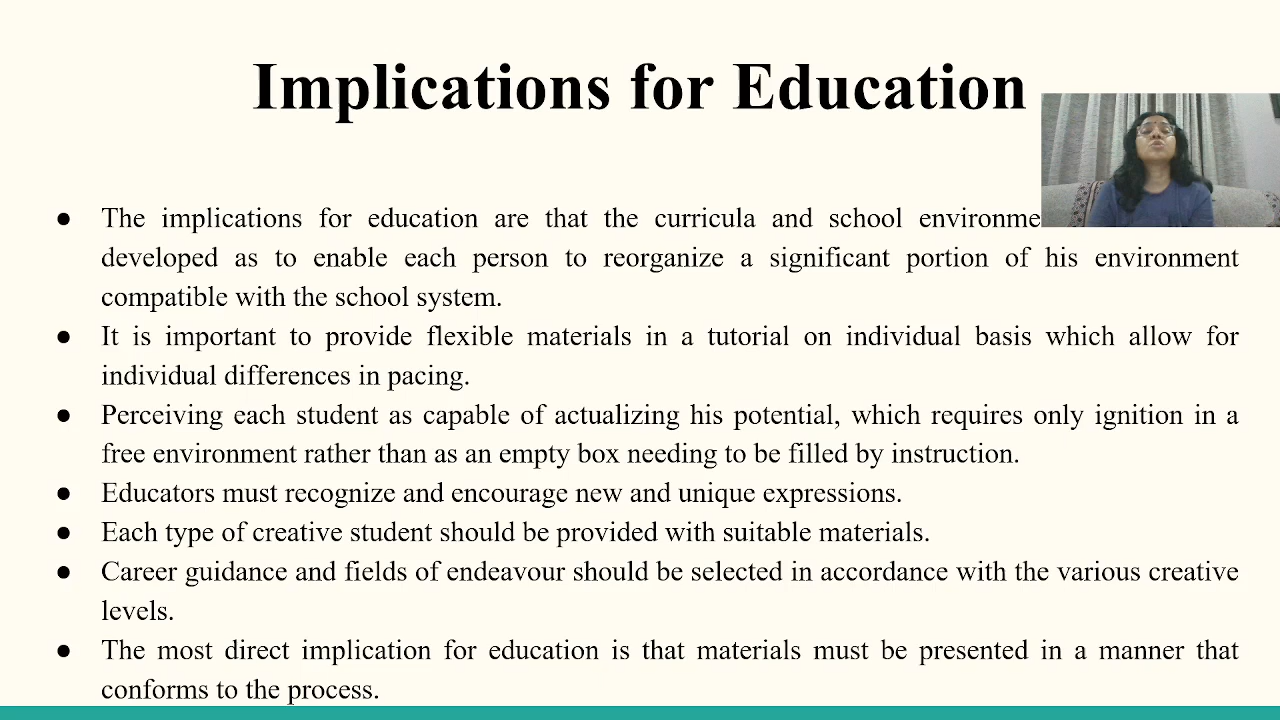 Implications for Education
● The implications for education are that the curricula and school
developed as to enable each person to reorganize a significant portion of his environment
compatible with the school system.
● It is important to provide flexible materials in a tutorial on individual basis which allow for
individual differences in pacing.
● Perceiving each student as capable of actualizing his potential, which requires only ignition in a
free environment rather than as an empty box needing to be filled by instruction.
● Educators must recognize and encourage new and unique expressions.
● Each type of creative student should be provided with suitable materials.
● Career guidance and fields of endeavour should be selected in accordance with the various creative
levels.
● The most direct implication for education is that materials must be presented in a manner that
conforms to the process.